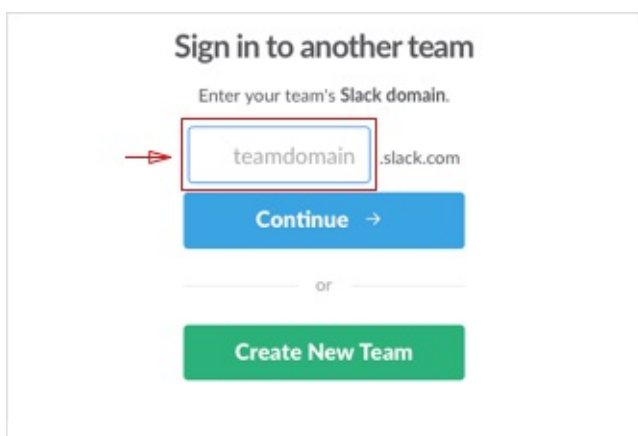 Sign in to another team
Enter your team's Slack domain.
teamdomain .slack.com
Continue →
or
Create New Team